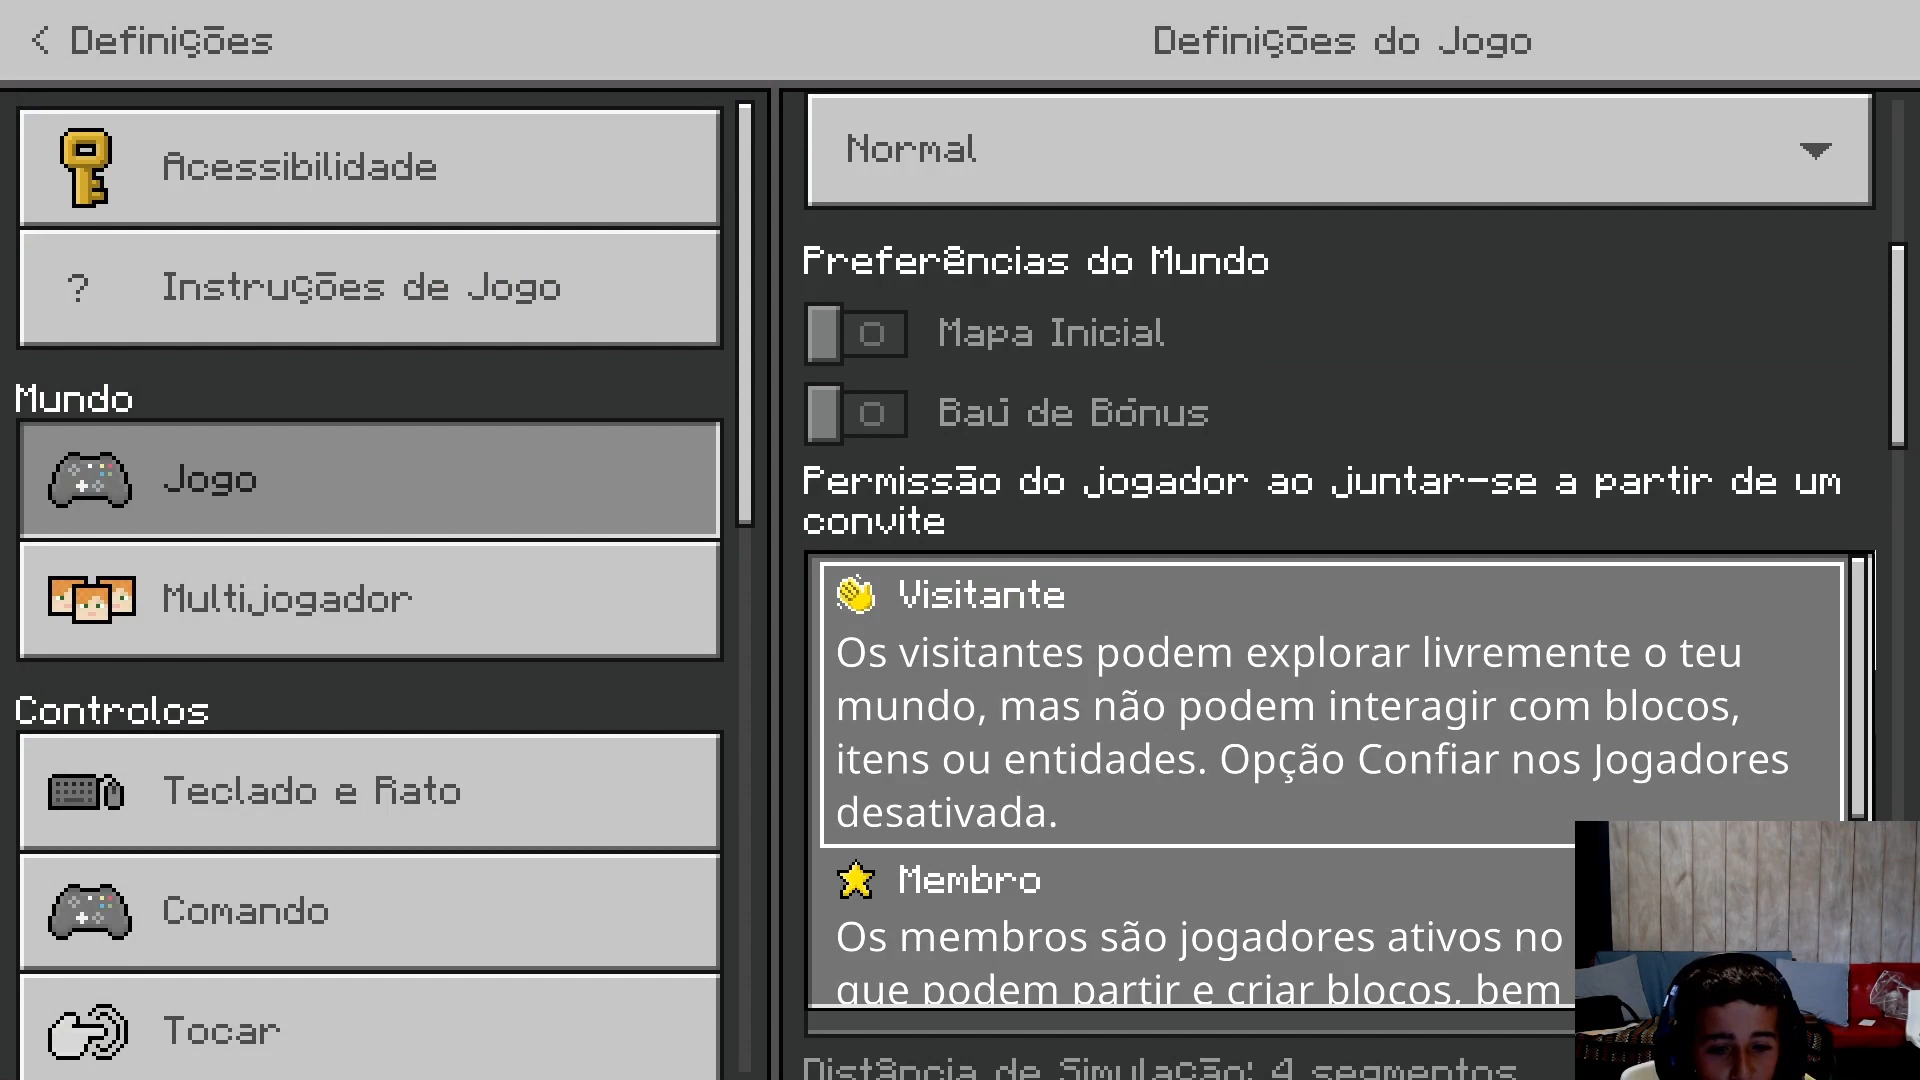 Definições
Definições do Jogo
Acessibilidade
? Instruções de Jogo
Mundo
Jogo
Multijogador
Controlos
Teclado e Rato
Comando
Tocar
Normal
Preferências do Mundo
Mapa Inicial
Baú de Bónus
Permissão do jogador ao juntar-se a partir de um
convite
Visitante
Os visitantes podem explorar livremente o teu
mundo, mas não podem interagir com blocos,
itens ou entidades. Opção Confiar nos Jogadores
desativada.
Membro
Os membros são jogadores ativos no
que podem partir e criar blocos, bem
Distância de Simulação: 4 segmentos